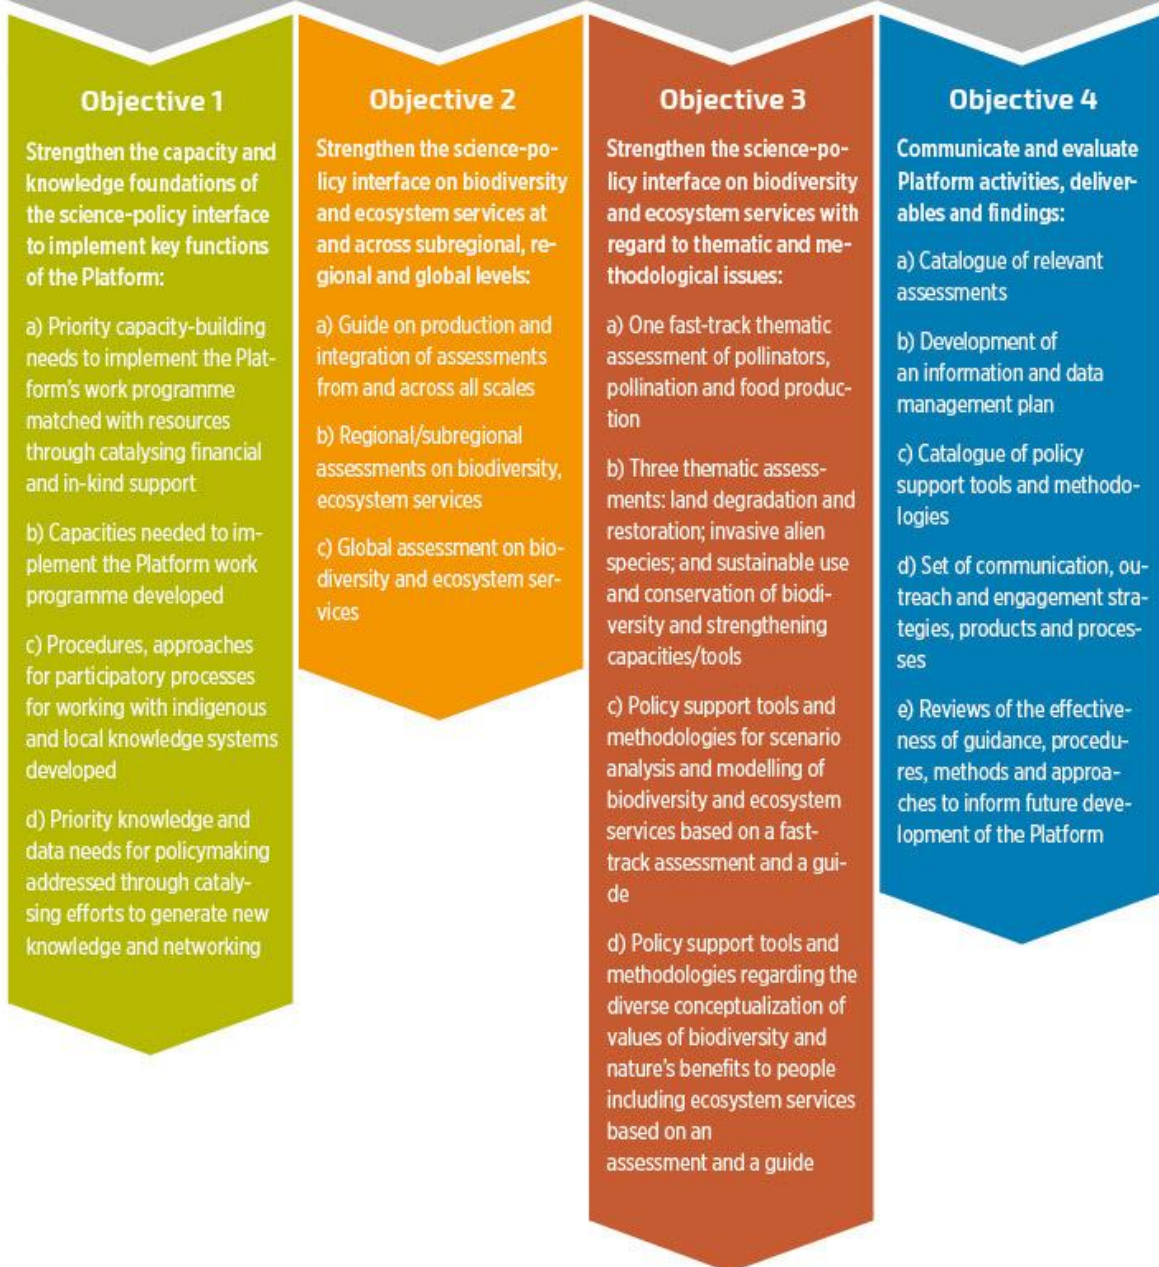 Objective 1
Strengthen the capacity and
knowledge foundations of
the science-policy interface
to implement key functions
of the Platform:
a) Priority capacity-building
needs to implement the Plat-
form's work programme
matched with resources
through catalysing financial
and in-kind support
b) Capacities needed to im-
plement the Platform work
programme developed
c) Procedures, approaches
for participatory processes
for working with indigenous
and local knowledge systems
developed
d) Priority knowledge and
data needs for policymaking
addressed through cataly-
sing efforts to generate new
knowledge and networking
Objective 2
Strengthen the science-po-
licy interface on biodiversity
and ecosystem services at
and across subregional, re-
gional and global levels:
a) Guide on production and
integration of assessments
from and across all scales
b) Regional/subregional
assessments on biodiversity,
ecosystem services
c) Global assessment on bio-
diversity and ecosystem ser-
vices
Objective 3
Strengthen the science-po-
licy interface on biodiversity
and ecosystem services with
regard to thematic and me-
thodological issues:
a) One fast-track thematic
assessment of pollinators,
pollination and food produc-
tion
b) Three thematic assess-
ments: land degradation and
restoration; invasive alien
species; and sustainable use
and conservation of biodi-
versity and strengthening
capacities/tools
c) Policy support tools and
methodologies for scenario
analysis and modelling of
biodiversity and ecosystem
services based on a fast-
track assessment and a gui-
de
d) Policy support tools and
methodologies regarding the
diverse conceptualization of
values of biodiversity and
nature's benefits to people
including ecosystem services
based on an
assessment and a guide
Objective 4
Communicate and evaluate
Platform activities, deliver-
ables and findings:
a) Catalogue of relevant
assessments
b) Development of
an information and data
management plan
c) Catalogue of policy
support tools and methodo-
logies
d) Set of communication, ou-
treach and engagement stra-
tegies, products and proces-
ses
e) Reviews of the effective-
ness of guidance, procedu-
res, methods and approa-
ches to inform future deve-
lopment of the Platform